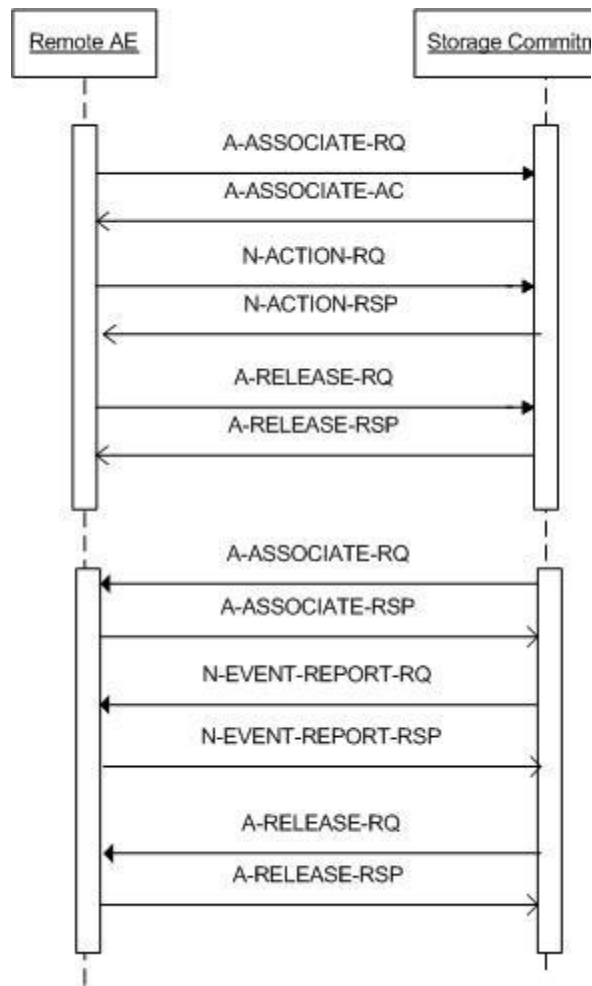 Remote AE
Storage Commitm
A-ASSOCIATE-RQ
A-ASSOCIATE-AC
N-ACTION-RQ
N-ACTION-RSP
A-RELEASE-RQ
A-RELEASE-RSP
A-ASSOCIATE-RQ
A-ASSOCIATE-RSP
N-EVENT-REPORT-RQ
N-EVENT-REPORT-RSP
A-RELEASE-RQ
A-RELEASE-RSP